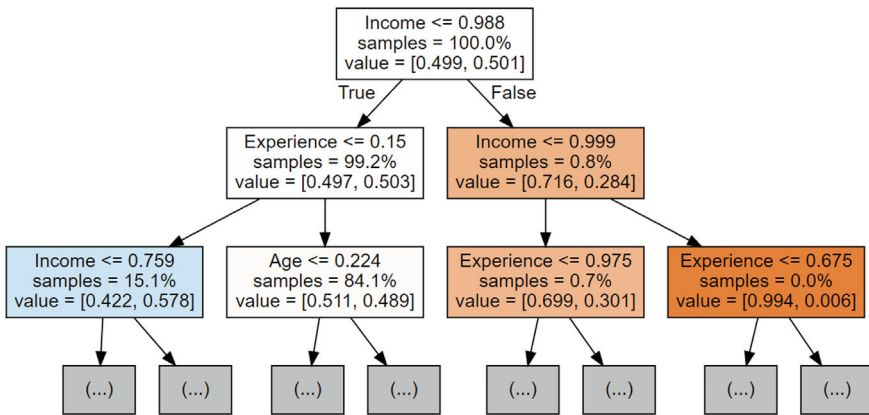 Income <= 0.988
samples = 100.0%
value = [0.499, 0.501]
True
False
Experience <= 0.15
samples = 99.2%
value = [0.497, 0.503]
Income <= 0.999
samples = 0.8%
value = [0.716, 0.284]
Income <= 0.759
samples = 15.1%
value = [0.422, 0.578]
Age <= 0.224
samples = 84.1%
value = [0.511, 0.489]
Experience <= 0.975
samples = 0.7%
value = [0.699, 0.301]
Experience <= 0.675
samples = 0.0%
value = [0.994, 0.006]
(...)
(...)
(...)
(...)
(...)
(...)
(...)
(...)